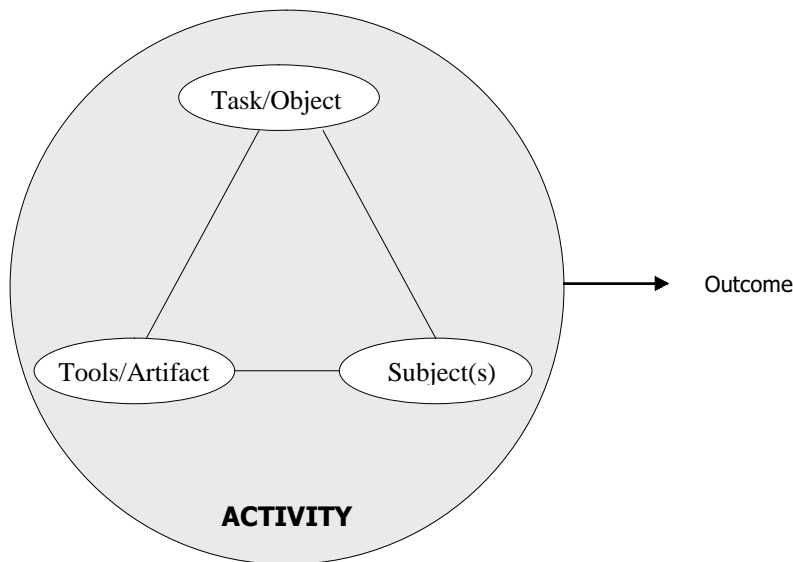 Task/Object
Outcome
Tools/Artifact
Subject(s)
ACTIVITY